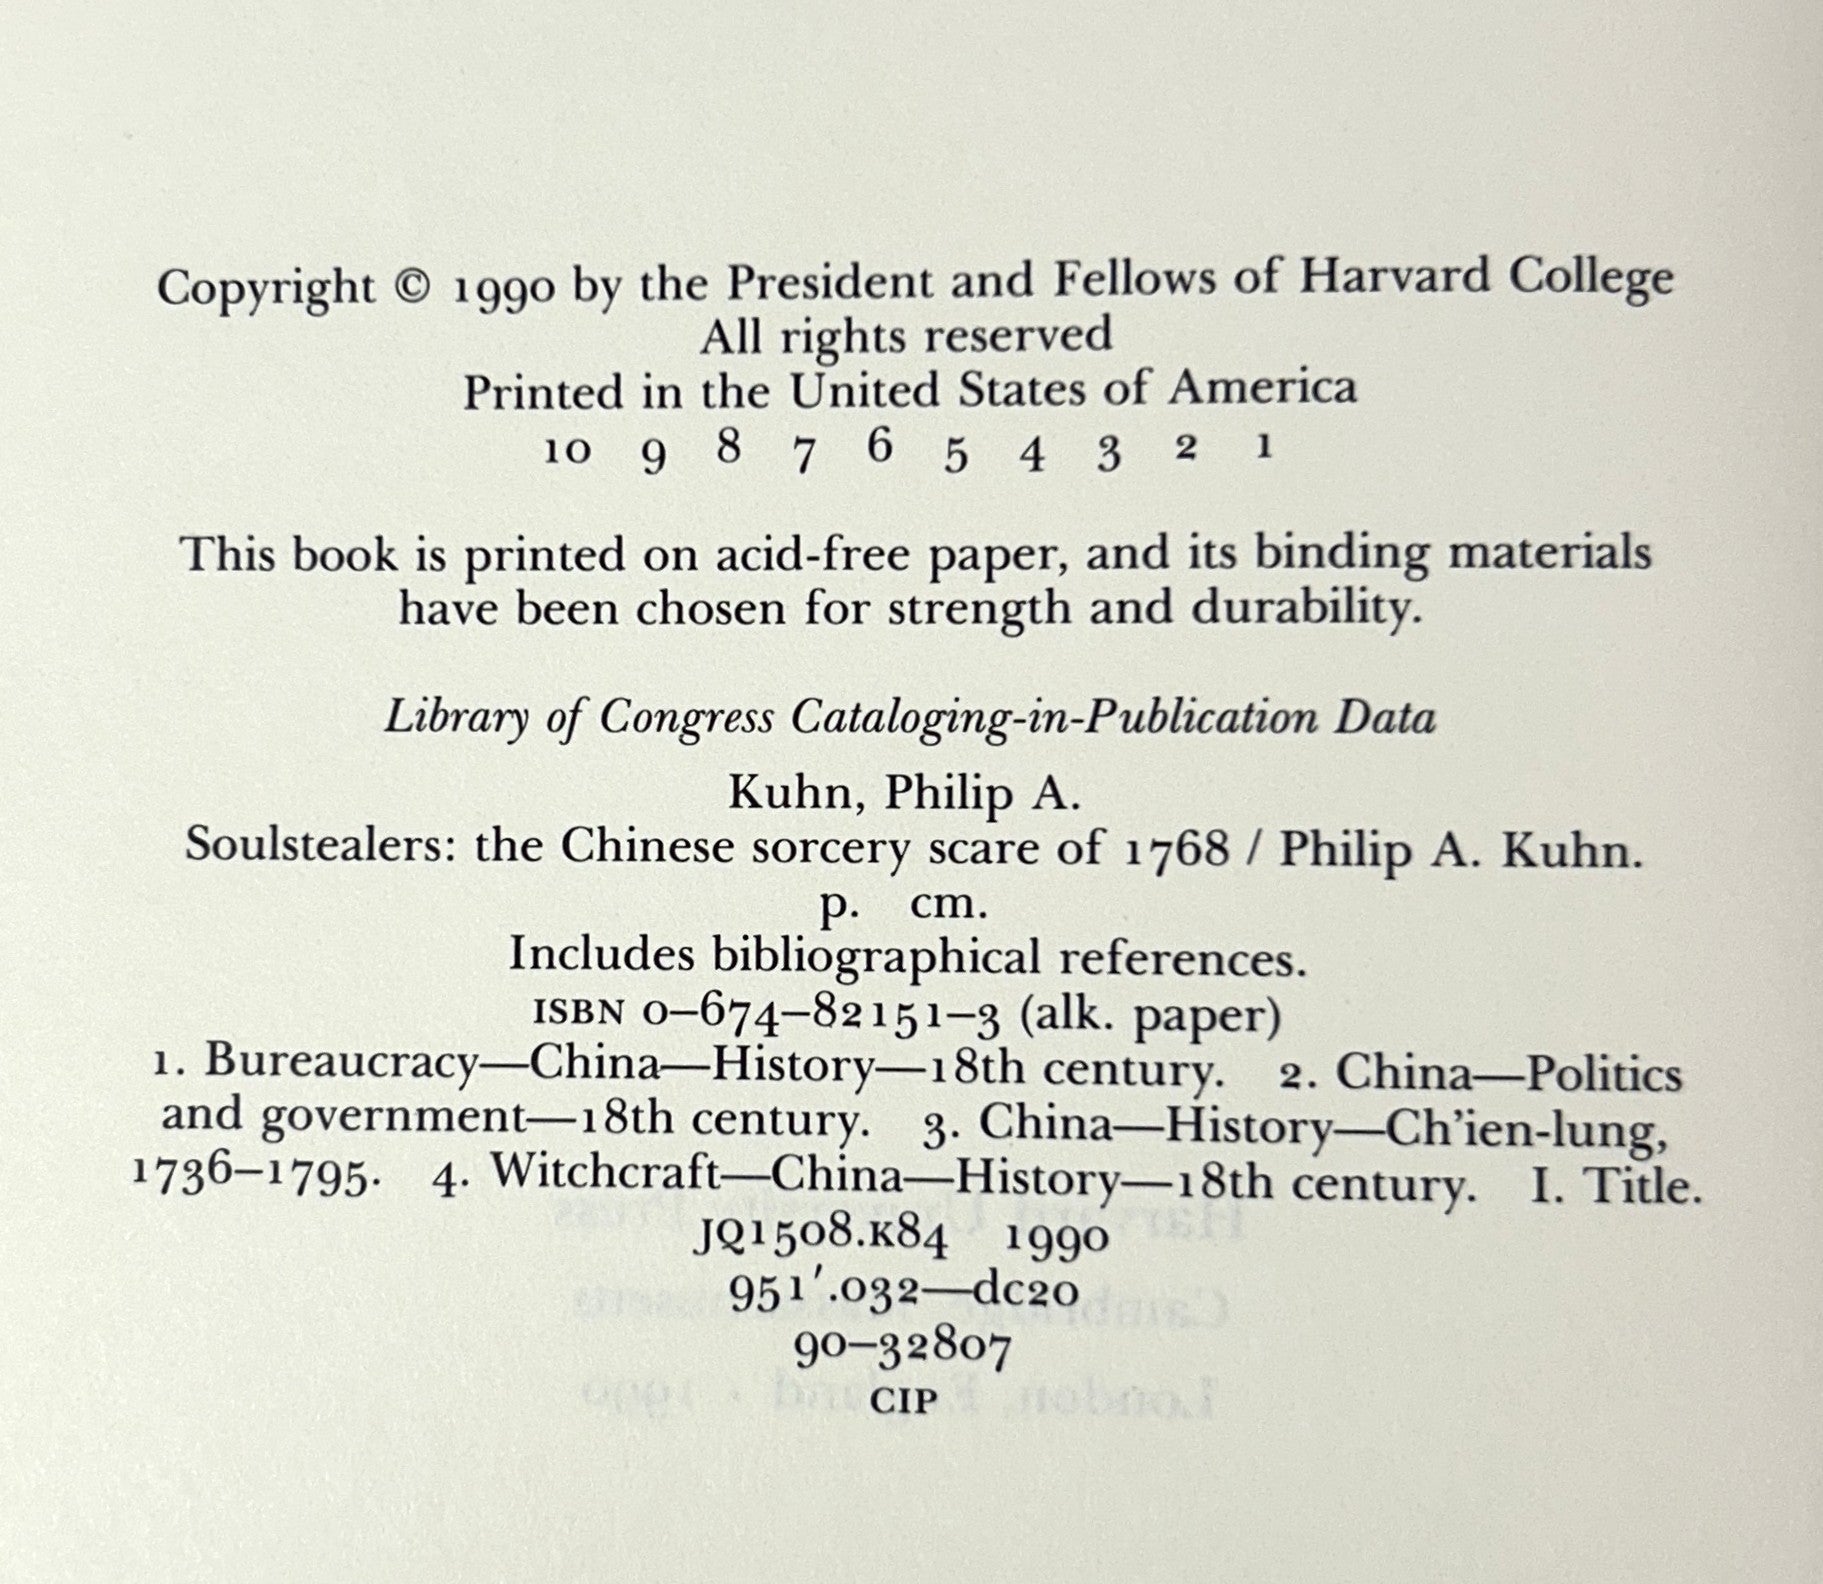 Copyright © 1990 by the President and Fellows of Harvard College
All rights reserved
Printed in the United States of America
10 9 8 7 6 5 4 3 2 1
This book is printed on acid-free paper, and its binding materials
have been chosen for strength and durability.
Library of Congress Cataloging-in-Publication Data
Kuhn, Philip A.
Soulstealers: the Chinese sorcery scare of 1768 / Philip A. Kuhn.
p. cm.
Includes bibliographical references.
ISBN 0–674–82151–3 (alk. paper)
1. Bureaucracy—China—History—18th century. 2. China—Politics
and government—18th century. 3. China—History—Ch’ien-lung,
1736–1795. 4. Witchcraft—China—History—18th century. I. Title.
JQ1508.K84 1990
951′.032—dc20
90–32807
CIP